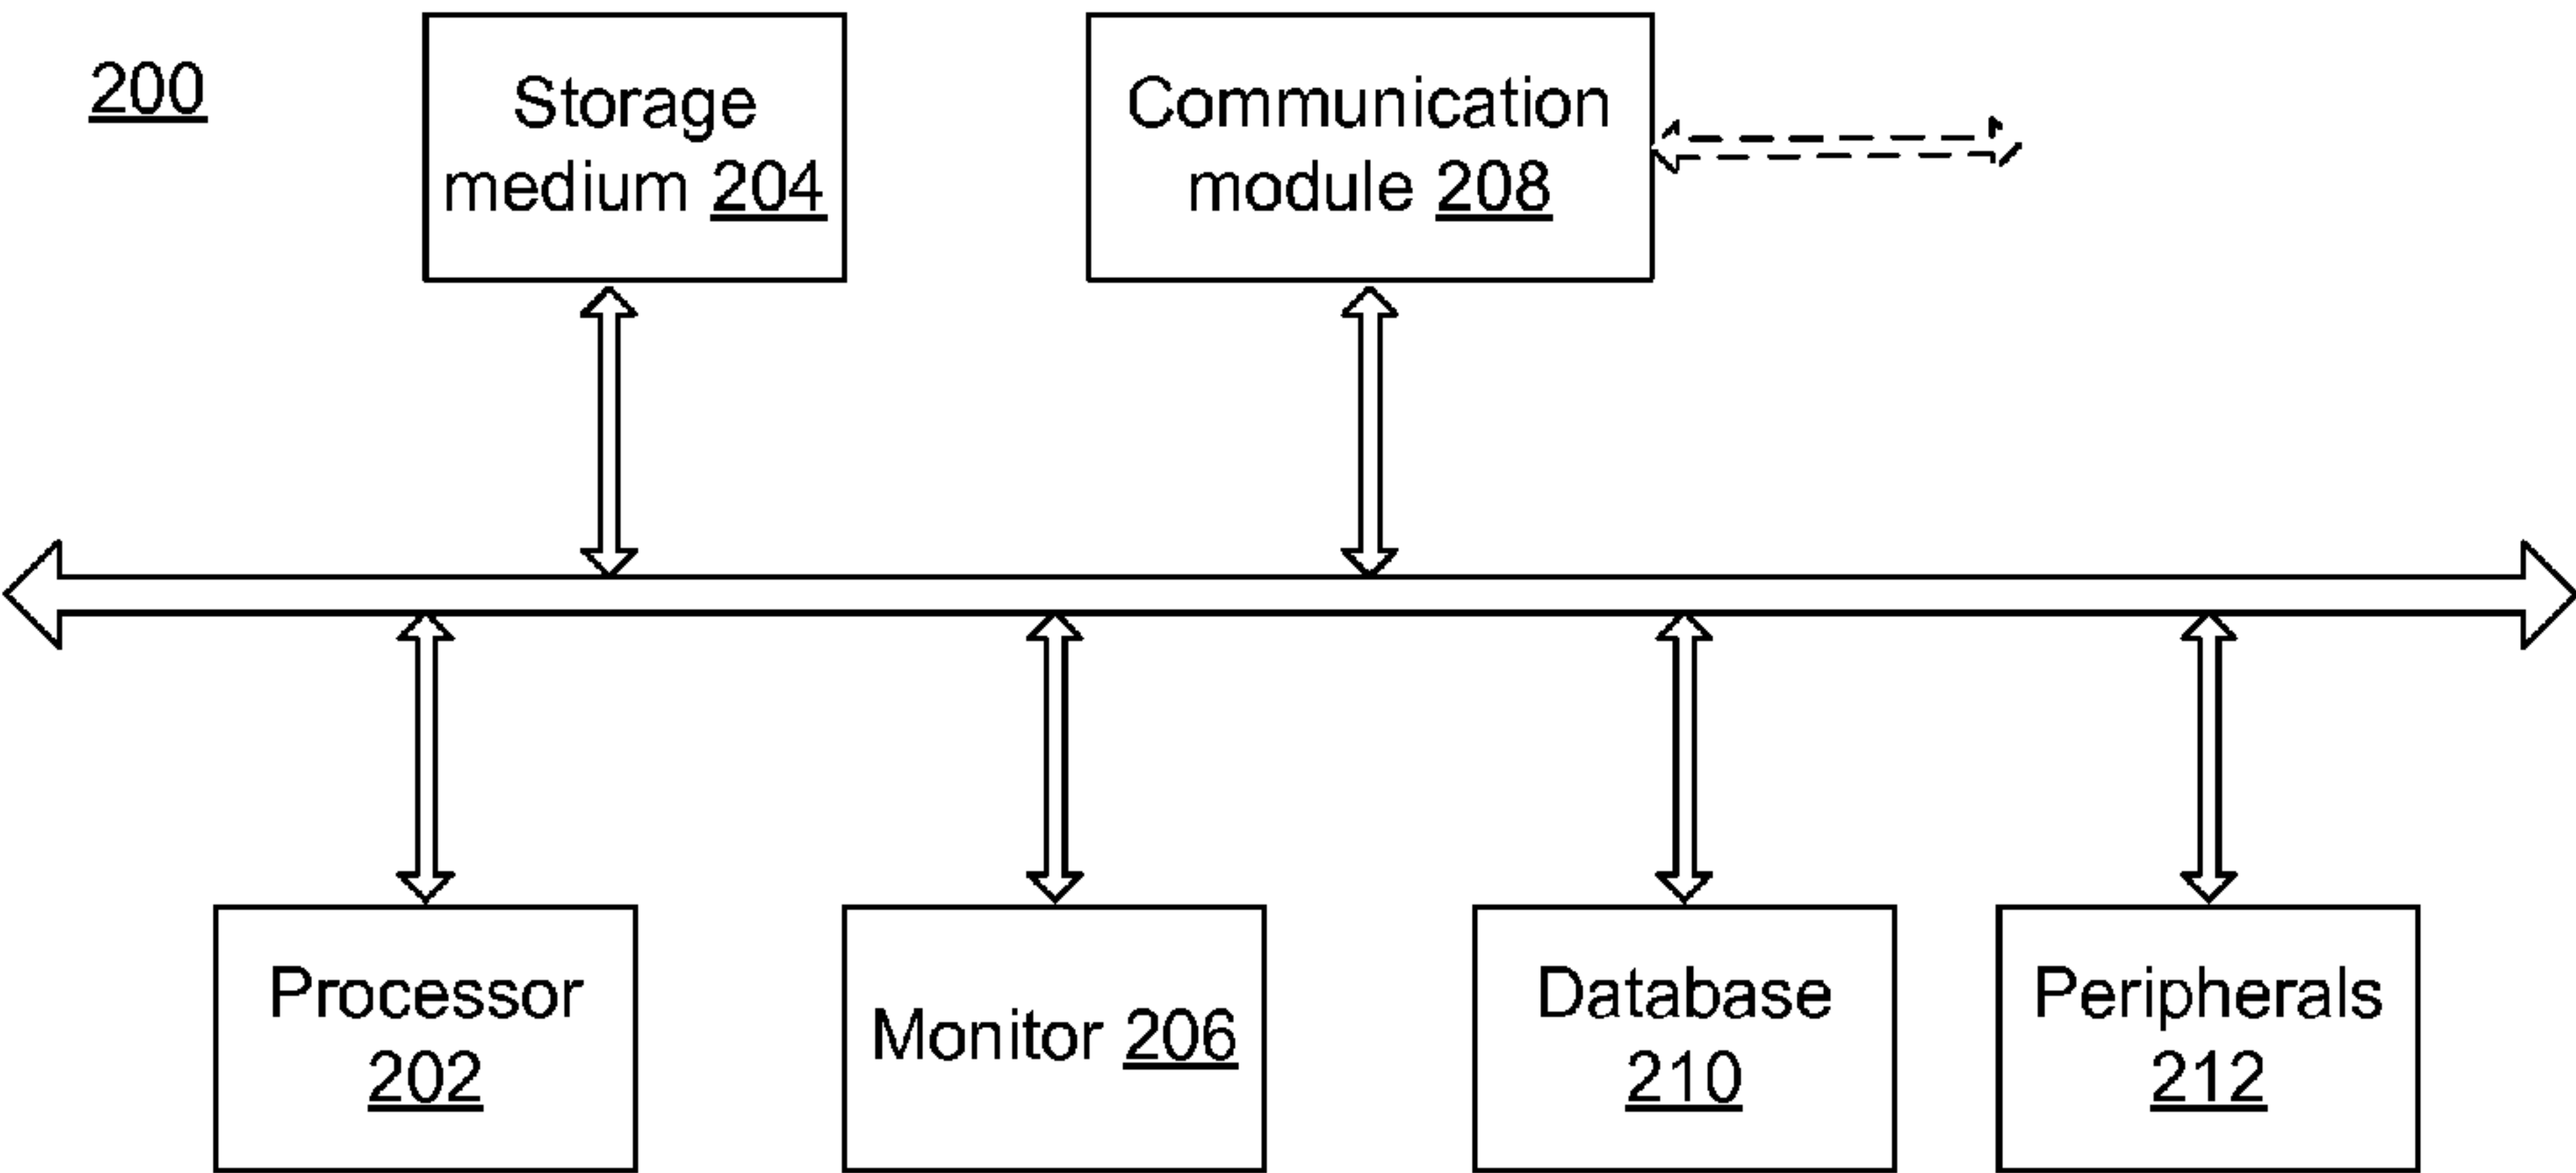 200
Storage
medium 204
Communication
module 208
Processor
202
Monitor 206
Database
210
Peripherals
212